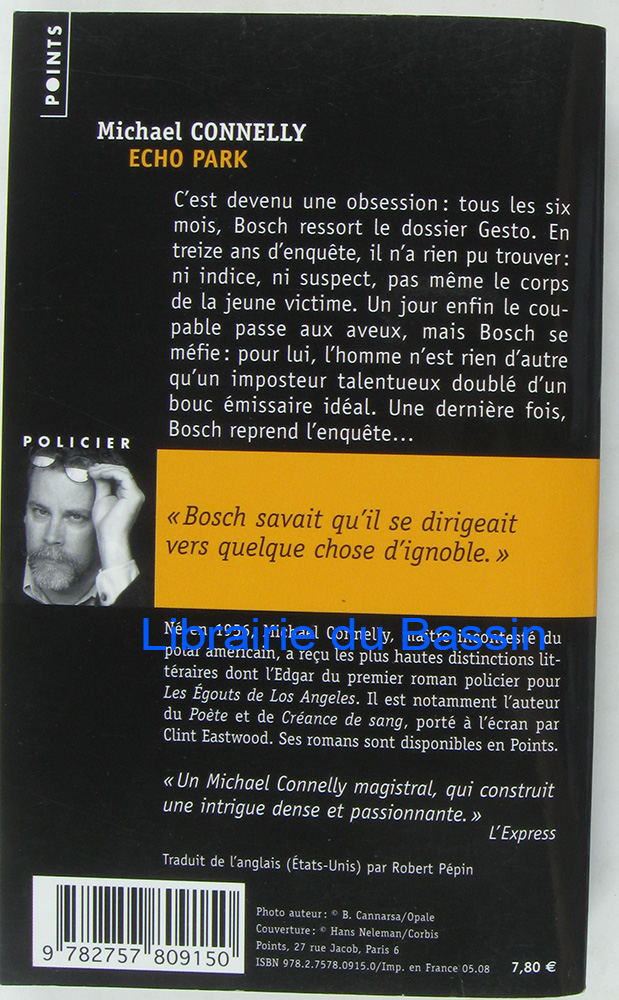 POINTS
Michael CONNELLY
ECHO PARK
C'est devenu une obsession : tous les six
mois, Bosch ressort le dossier Gesto. En
treize ans d'enquête, il n'a rien pu trouver :
ni indice, ni suspect, pas même le corps
de la jeune victime. Un jour enfin le cou-
pable passe aux aveux, mais Bosch se
méfie : pour lui, l'homme n'est rien d'autre
qu'un imposteur talentueux doublé d'un
bouc émissaire idéal. Une dernière fois,
Bosch reprend l'enquête...
POLICIER
« Bosch savait qu'il se dirigeait
vers quelque chose d'ignoble. »
Né en 1956, Michael Connelly, maître incontesté du
Librairie du Bassin
polar américain, a reçu les plus hautes distinctions lit-
téraires dont l'Edgar du premier roman policier pour
Les Égouts de Los Angeles. Il est notamment l'auteur
du Poète et de Créance de sang, porté à l'écran par
Clint Eastwood. Ses romans sont disponibles en Points.
« Un Michael Connelly magistral, qui construit
une intrigue dense et passionnante. »
L'Express
Traduit de l'anglais (États-Unis) par Robert Pépin
Photo auteur : © B. Cannarsa/Opale
Couverture : © Hans Neleman/Corbis
Points, 27 rue Jacob, Paris 6
ISBN 978.2.7578.0915.0/Imp. en France 05.08
7,80 €
9 782757 809150